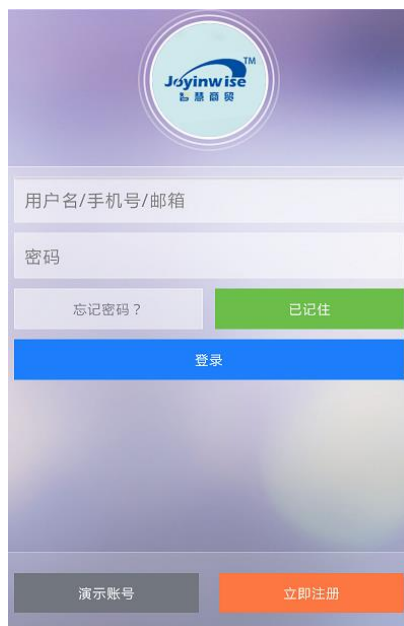 Joyinwise TM
智慧商贸
用户名/手机号/邮箱
密码
忘记密码？ 已记住
登录
演示账号 立即注册